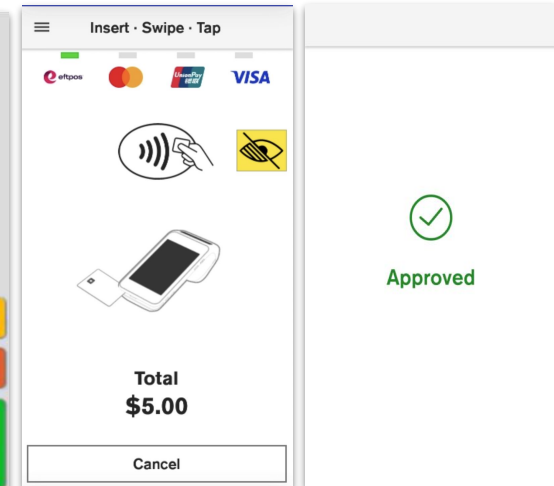 Insert · Swipe · Tap
eftpos
UnionPay
银联
VISA
Total
$5.00
Cancel
Approved